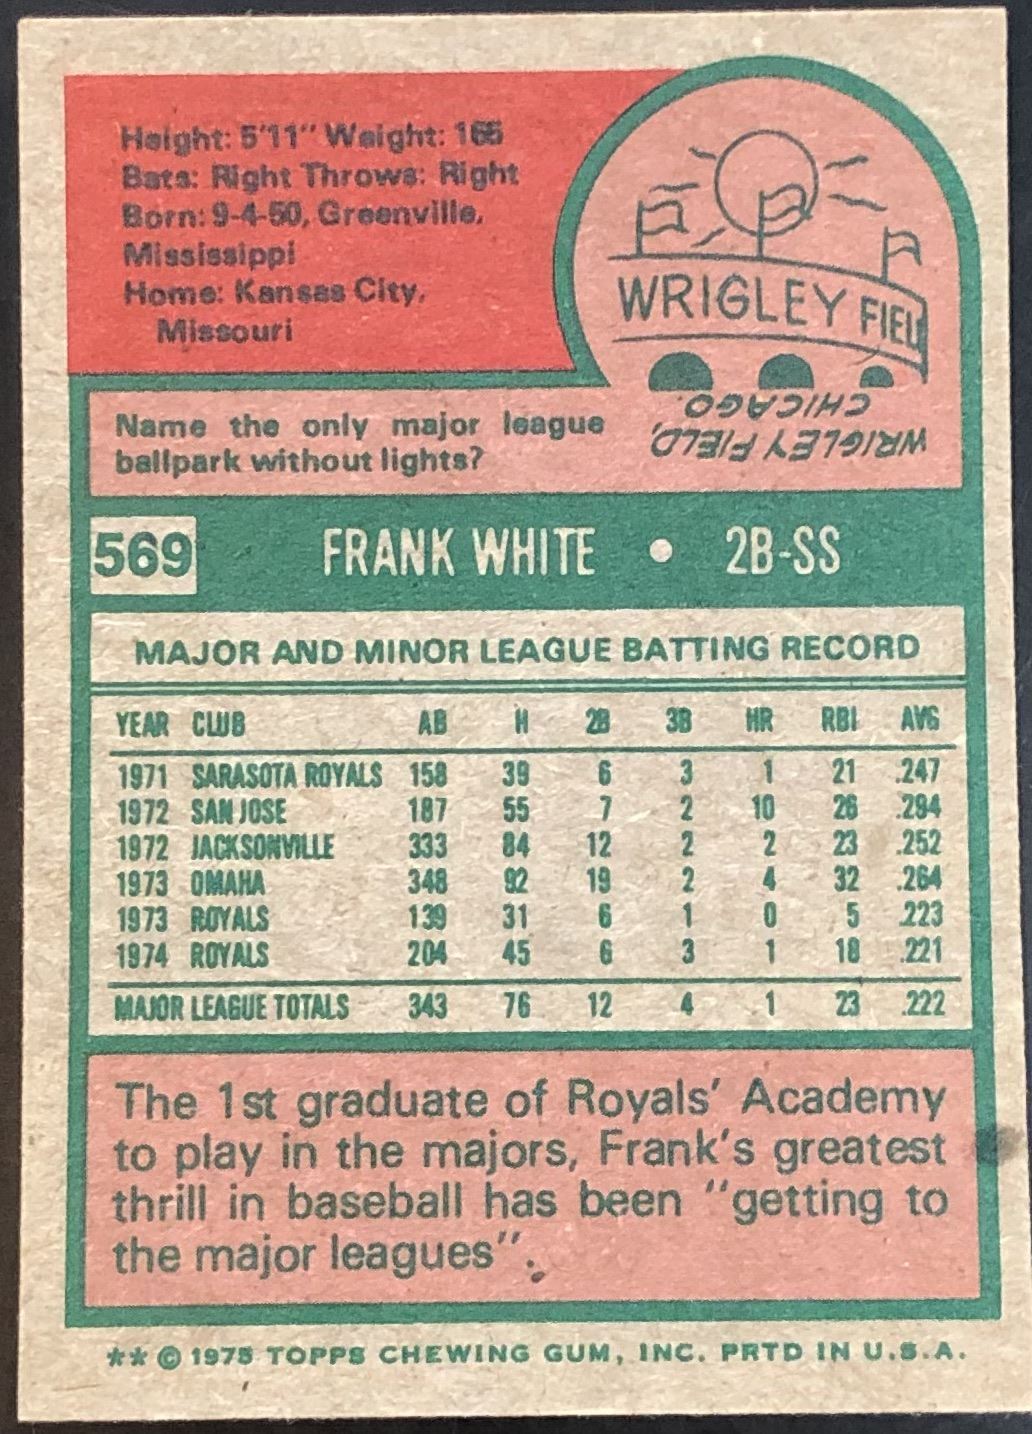 Height: 5'11" Weight: 165
Bats: Right Throws: Right
Born: 9-4-50, Greenville,
Mississippi
Home: Kansas City,
Missouri
WRIGLEY FIEL
WRIGLEY FIELD,
CHICAGO.
Name the only major league
ballpark without lights?
569 FRANK WHITE • 2B-SS
MAJOR AND MINOR LEAGUE BATTING RECORD
YEAR CLUB AB H 2B 3B HR RBI AVG
1971 SARASOTA ROYALS 158 39 6 3 1 21 .247
1972 SAN JOSE 187 55 7 2 10 26 .294
1972 JACKSONVILLE 333 84 12 2 2 23 .252
1973 OMAHA 348 92 19 2 4 32 .264
1973 ROYALS 139 31 6 1 0 5 .223
1974 ROYALS 204 45 6 3 1 18 .221
MAJOR LEAGUE TOTALS 343 76 12 4 1 23 .222
The 1st graduate of Royals' Academy
to play in the majors, Frank's greatest
thrill in baseball has been "getting to
the major leagues".
** © 1975 TOPPS CHEWING GUM, INC. PRTD IN U.S.A.